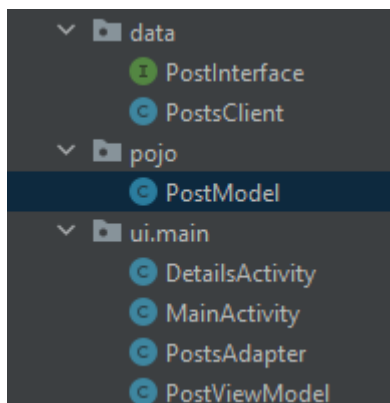 data
PostInterface
PostsClient
pojo
PostModel
ui.main
DetailsActivity
MainActivity
PostsAdapter
PostViewModel